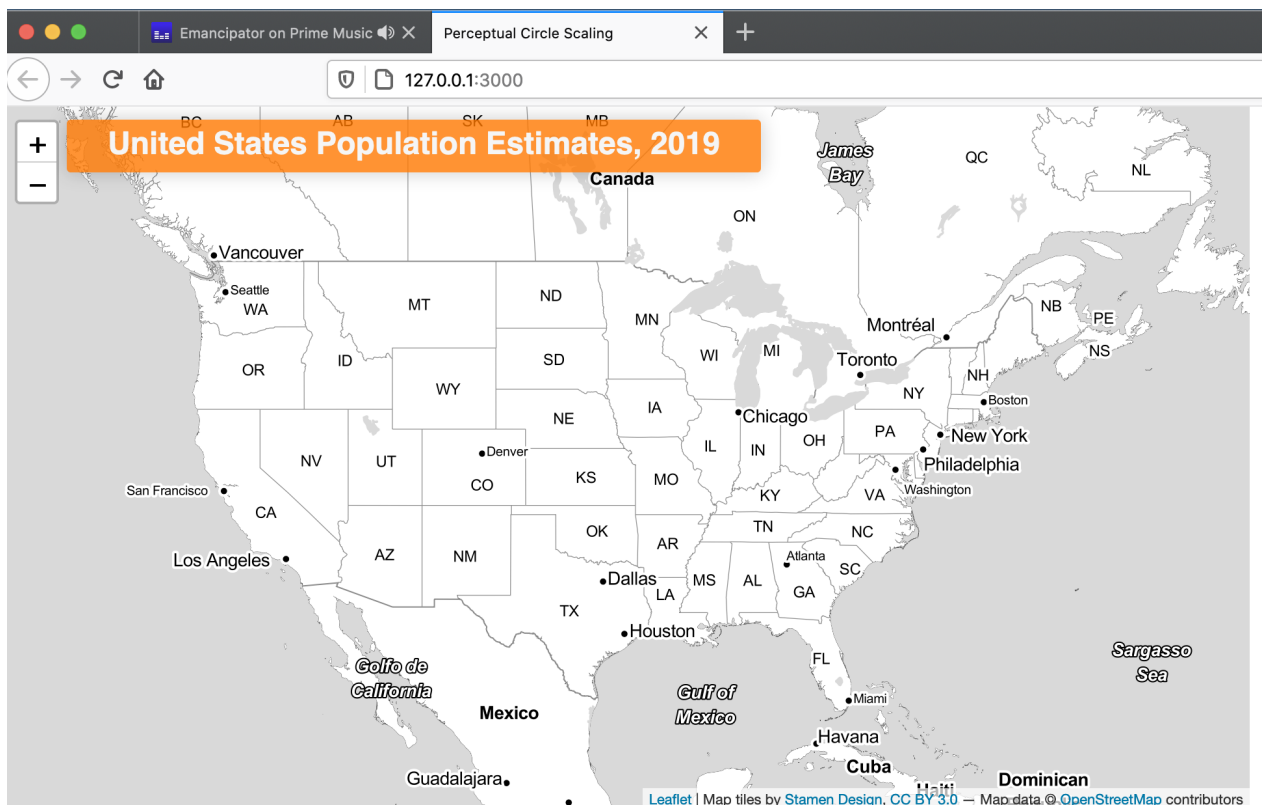 Emancipator on Prime Music
Perceptual Circle Scaling
127.0.0.1:3000
+
−
United States Population Estimates, 2019
BC
AB
SK
MB
Canada
James
Bay
QC
NL
ON
Vancouver
Seattle
WA
MT
ND
MN
Montréal
NB
PE
NS
OR
ID
SD
WI
MI
Toronto
NH
WY
NY
Boston
NE
IA
Chicago
NV
UT
Denver
CO
KS
MO
IL
IN
OH
PA
New York
Philadelphia
San Francisco
CA
KY
VA
Washington
Los Angeles
AZ
NM
OK
AR
TN
NC
Atlanta
SC
Dallas
TX
LA
MS
AL
GA
Houston
FL
Golfo de
California
Gulf of
Mexico
Miami
Sargasso
Sea
Mexico
Havana
Cuba
Haiti
Dominican
Guadalajara
Leaflet | Map tiles by Stamen Design, CC BY 3.0 — Map data © OpenStreetMap contributors